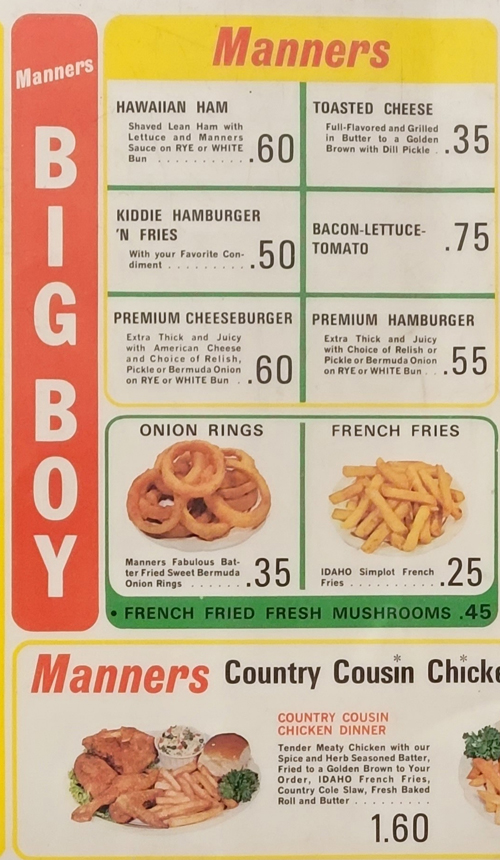 Manners
BIG BOY
Manners
HAWAIIAN HAM
Shaved Lean Ham with
Lettuce and Manners
Sauce on RYE or WHITE
Bun . . . . . . . . . . .60
TOASTED CHEESE
Full-Flavored and Grilled
in Butter to a Golden
Brown with Dill Pickle . .35
KIDDIE HAMBURGER
'N FRIES
With your Favorite Con-
diment . . . . . . . . .50
BACON-LETTUCE-
TOMATO .75
PREMIUM CHEESEBURGER
Extra Thick and Juicy
with American Cheese
and Choice of Relish,
Pickle or Bermuda Onion
on RYE or WHITE Bun . .60
PREMIUM HAMBURGER
Extra Thick and Juicy
with Choice of Relish or
Pickle or Bermuda Onion
on RYE or WHITE Bun . . .55
ONION RINGS
Manners Fabulous Bat-
ter Fried Sweet Bermuda
Onion Rings . . . . . . .35
FRENCH FRIES
IDAHO Simplot French
Fries . . . . . . . . . . .25
• FRENCH FRIED FRESH MUSHROOMS .45
Manners Country Cousin Chicke
COUNTRY COUSIN
CHICKEN DINNER
Tender Meaty Chicken with our
Spice and Herb Seasoned Batter,
Fried to a Golden Brown to Your
Order, IDAHO French Fries,
Country Cole Slaw, Fresh Baked
Roll and Butter . . . . . . . . .
1.60